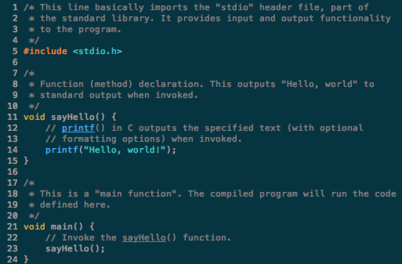 1 /* This line basically imports the "stdio" header file, part of
2  * the standard library. It provides input and output functionality
3  * to the program.
4  */
5 #include <stdio.h>
6
7 /*
8  * Function (method) declaration. This outputs "Hello, world" to
9  * standard output when invoked.
10  */
11 void sayHello() {
12     // printf() in C outputs the specified text (with optional
13     // formatting options) when invoked.
14     printf("Hello, world!");
15 }
16
17 /*
18  * This is a "main function". The compiled program will run the code
19  * defined here.
20  */
21 void main() {
22     // Invoke the sayHello() function.
23     sayHello();
24 }